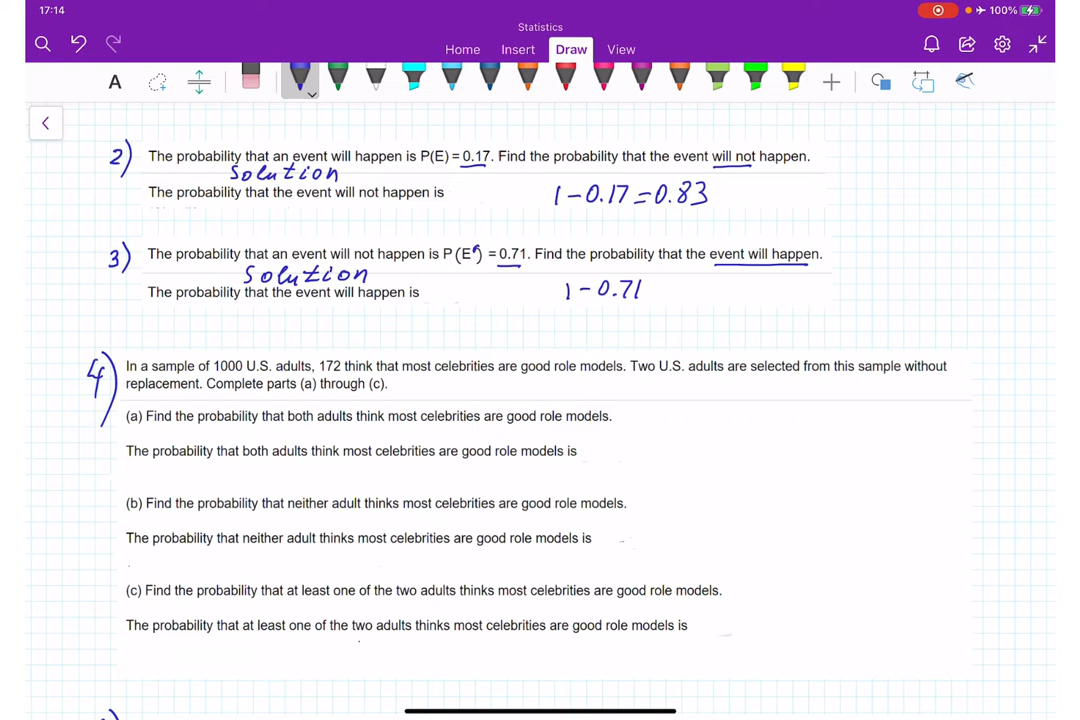 17:14
100%
Statistics
Home Insert Draw View
A
2) The probability that an event will happen is P(E) = 0.17. Find the probability that the event will not happen.
Solution
The probability that the event will not happen is 1 - 0.17 = 0.83
3) The probability that an event will not happen is P(E') = 0.71. Find the probability that the event will happen.
Solution
The probability that the event will happen is 1 - 0.71
4) In a sample of 1000 U.S. adults, 172 think that most celebrities are good role models. Two U.S. adults are selected from this sample without
replacement. Complete parts (a) through (c).
(a) Find the probability that both adults think most celebrities are good role models.
The probability that both adults think most celebrities are good role models is
(b) Find the probability that neither adult thinks most celebrities are good role models.
The probability that neither adult thinks most celebrities are good role models is
(c) Find the probability that at least one of the two adults thinks most celebrities are good role models.
The probability that at least one of the two adults thinks most celebrities are good role models is